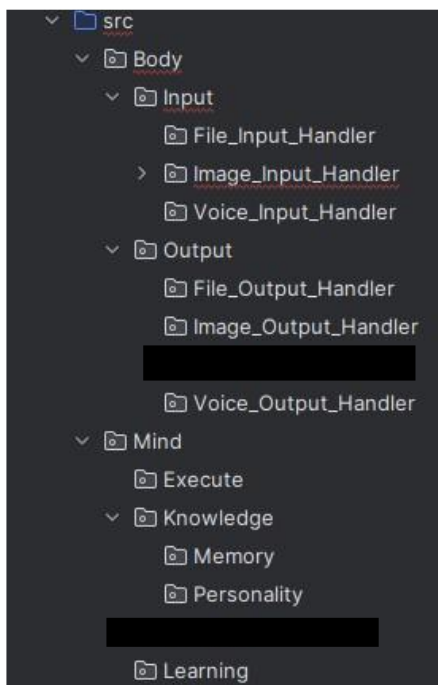 src
Body
Input
File_Input_Handler
Image_Input_Handler
Voice_Input_Handler
Output
File_Output_Handler
Image_Output_Handler
Voice_Output_Handler
Mind
Execute
Knowledge
Memory
Personality
Learning